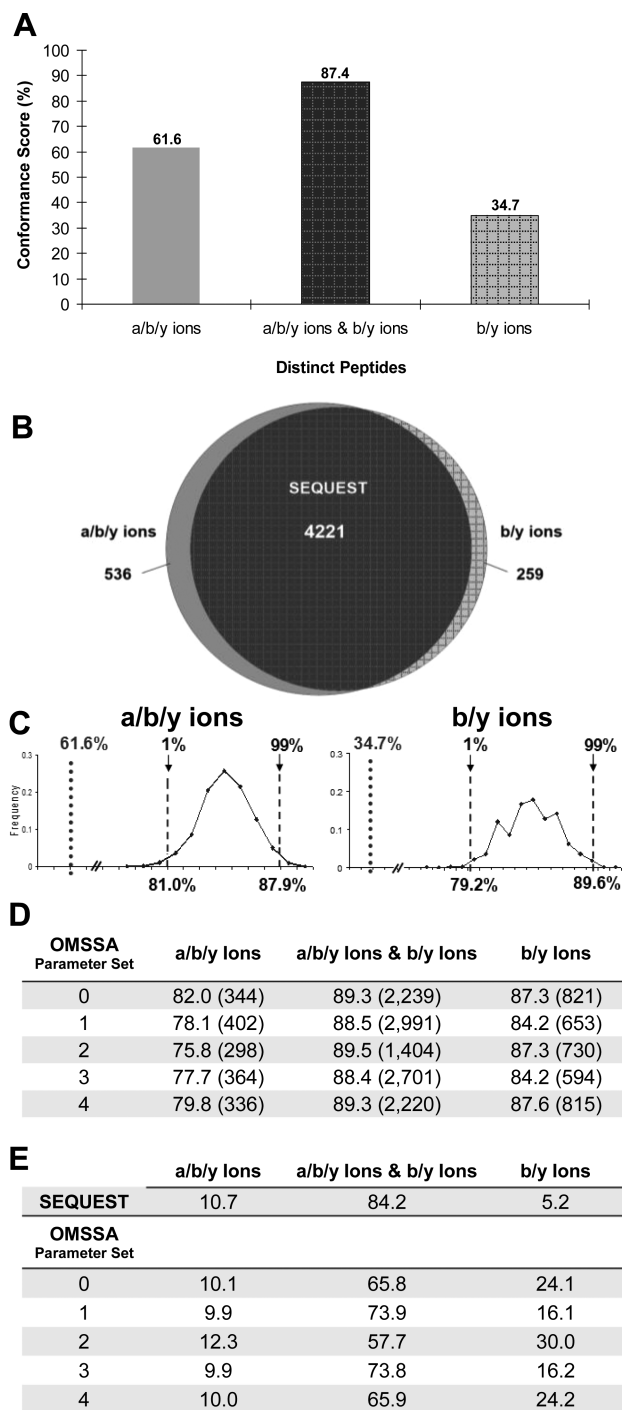 A
100
90
80
70
60
50
40
30
20
10
0
Conformance Score (%)
61.6
87.4
34.7
a/b/y ions a/b/y ions & b/y ions b/y ions
Distinct Peptides
B
SEQUEST
4221
a/b/y ions
536
b/y ions
259
C
a/b/y ions b/y ions
61.6% 1% 99% 34.7% 1% 99%
0.3
0.2
0.1
0
Frequency
81.0% 87.9%
0.3
0.2
0.1
0
79.2% 89.6%
D
OMSSA
Parameter Set
a/b/y Ions a/b/y Ions & b/y Ions b/y Ions
0 82.0 (344) 89.3 (2,239) 87.3 (821)
1 78.1 (402) 88.5 (2,991) 84.2 (653)
2 75.8 (298) 89.5 (1,404) 87.3 (730)
3 77.7 (364) 88.4 (2,701) 84.2 (594)
4 79.8 (336) 89.3 (2,220) 87.6 (815)
E
a/b/y Ions a/b/y Ions & b/y Ions b/y Ions
SEQUEST 10.7 84.2 5.2
OMSSA
Parameter Set
0 10.1 65.8 24.1
1 9.9 73.9 16.1
2 12.3 57.7 30.0
3 9.9 73.8 16.2
4 10.0 65.9 24.2